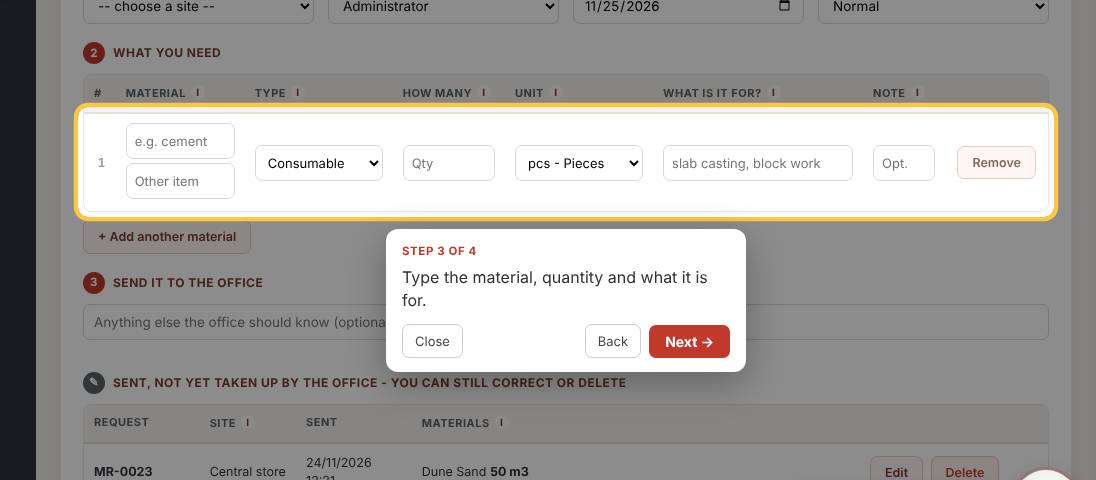 -- choose a site --
Administrator
11/25/2026
Normal
2 WHAT YOU NEED
# MATERIAL I TYPE I HOW MANY I UNIT I WHAT IS IT FOR? I NOTE I
e.g. cement
1 Consumable Qty pcs - Pieces slab casting, block work Opt. Remove
Other item
+ Add another material
STEP 3 OF 4
Type the material, quantity and what it is
for.
Close Back Next →
3 SEND IT TO THE OFFICE
Anything else the office should know (optiona
✎ SENT, NOT YET TAKEN UP BY THE OFFICE - YOU CAN STILL CORRECT OR DELETE
REQUEST SITE I SENT MATERIALS I
MR-0023 Central store 24/11/2026 Dune Sand 50 m3 Edit Delete